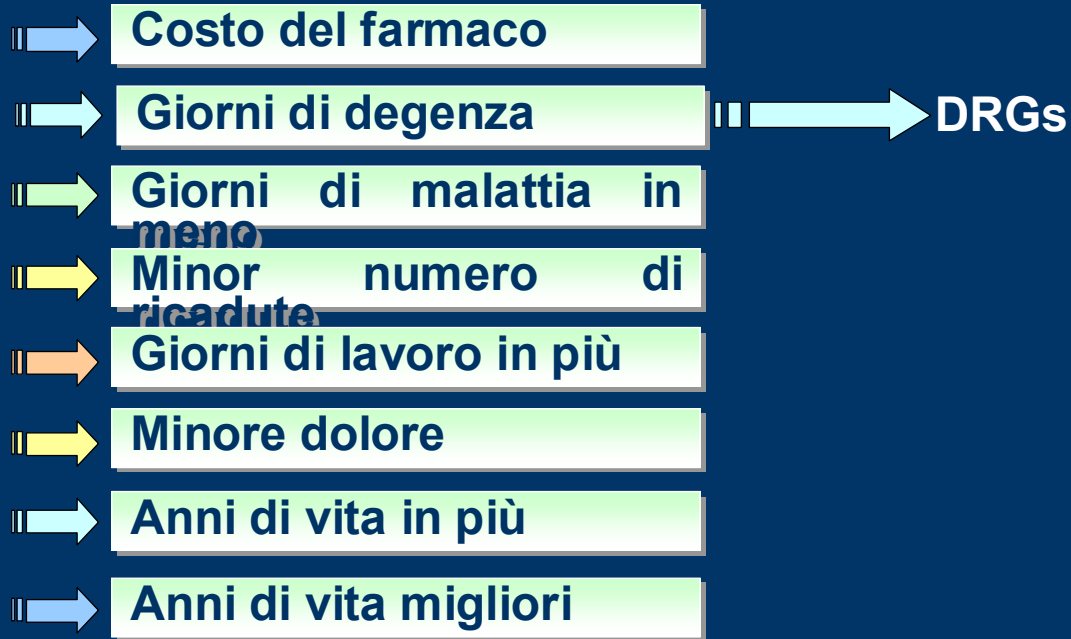 Costo del farmaco
Giorni di degenza
DRGs
Giorni di malattia in
meno
Minor numero di
ricadute
Giorni di lavoro in più
Minore dolore
Anni di vita in più
Anni di vita migliori